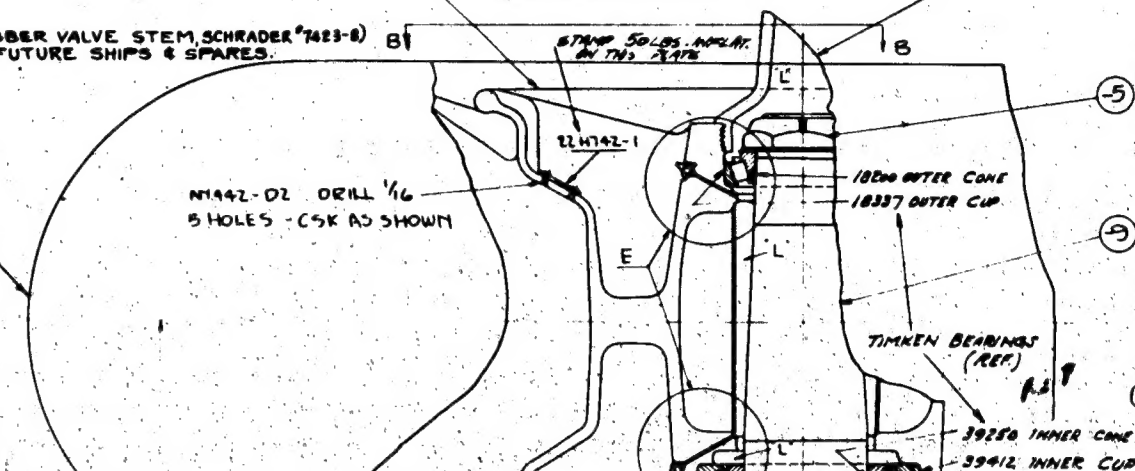 BER VALVE STEM, SCHRADER #7423-8)
FUTURE SHIPS & SPARES.
B
B
STAMP 50 LBS. INFLAT.
ON THIS PLATE
L
22H742-1
-5
N1442-D2 DRILL 1/16
5 HOLES - CSK AS SHOWN
18200 OUTER CONE
18337 OUTER CUP
-9
E
L
TIMKEN BEARINGS
(REF.)
39250 INNER CONE
39412 INNER CUP
L